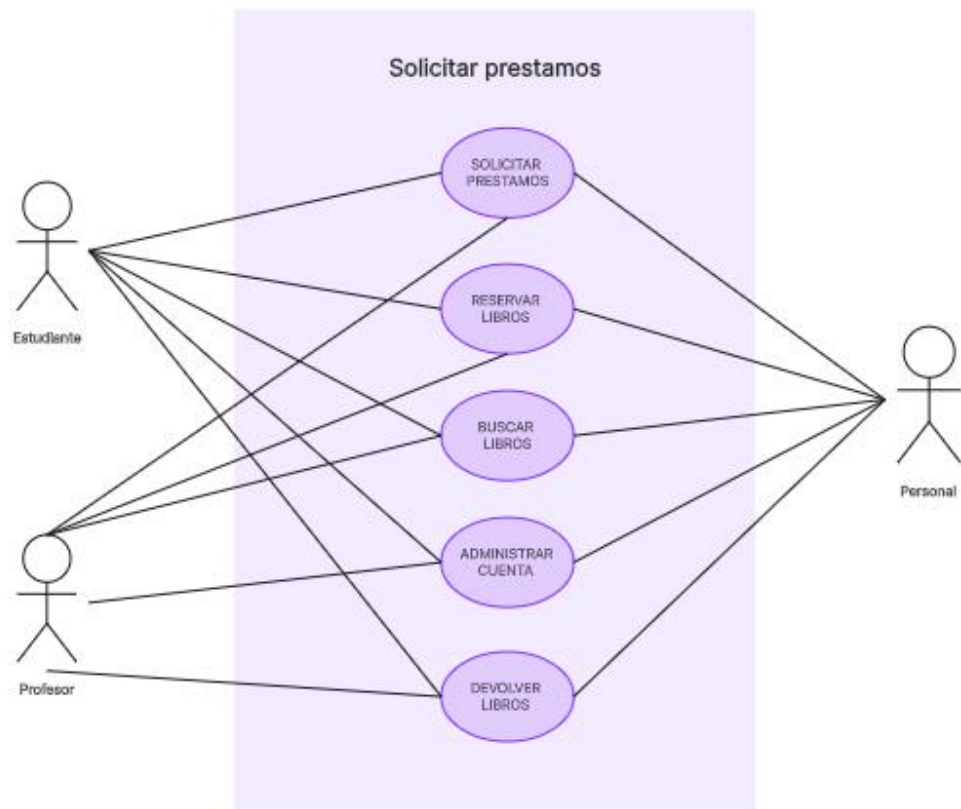 Solicitar prestamos
SOLICITAR
PRESTAMOS
Estudiante
RESERVAR
LIBROS
BUSCAR
LIBROS
Personal
ADMINISTRAR
CUENTA
Profesor
DEVOLVER
LIBROS